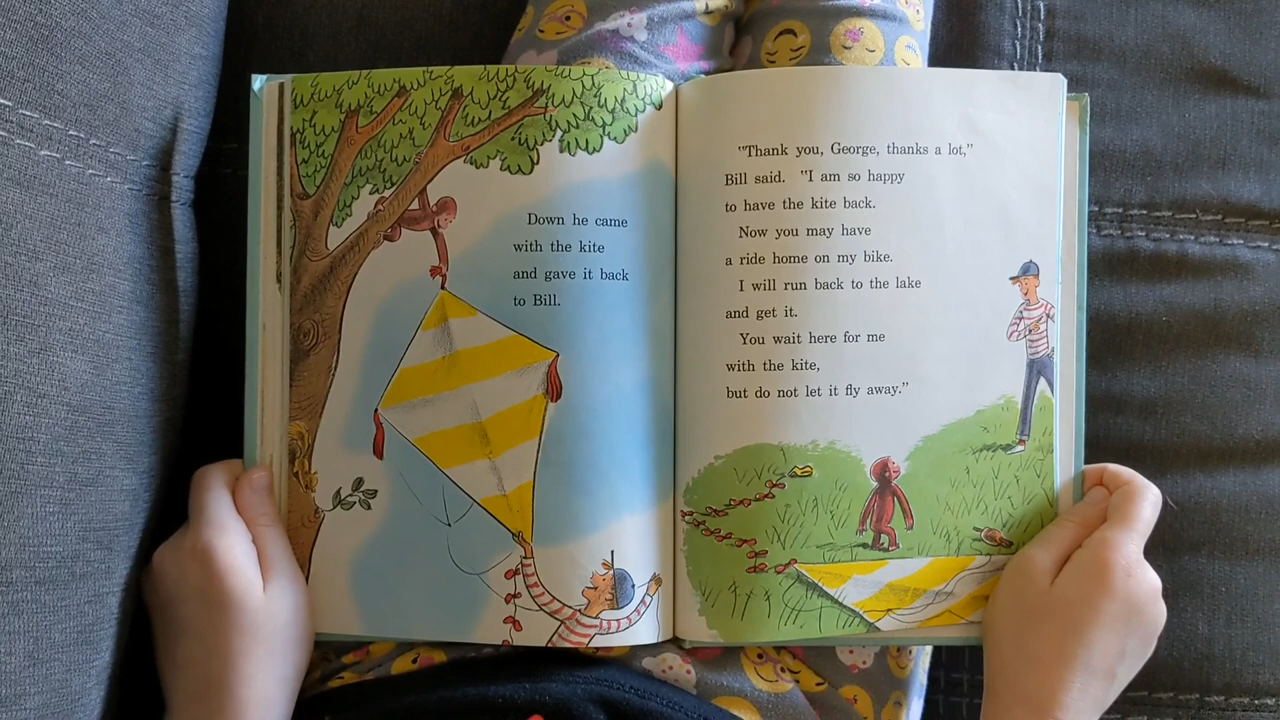 Down he came
with the kite
and gave it back
to Bill.
"Thank you, George, thanks a lot,"
Bill said. "I am so happy
to have the kite back.
Now you may have
a ride home on my bike.
I will run back to the lake
and get it.
You wait here for me
with the kite,
but do not let it fly away."